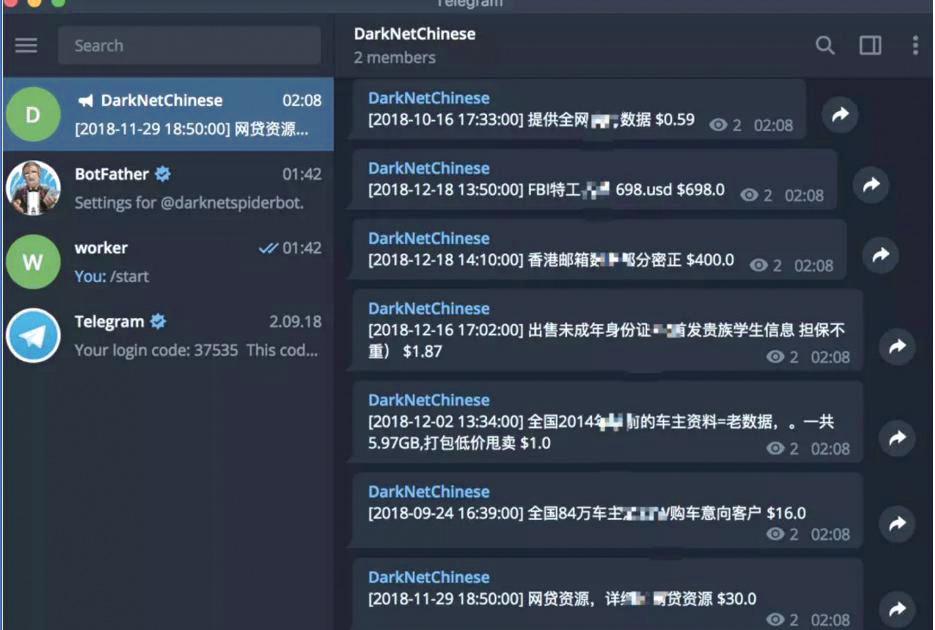 Telegram
Search
DarkNetChinese
2 members
DarkNetChinese 02:08
[2018-11-29 18:50:00] 网贷资源...
BotFather 01:42
Settings for @darknetspiderbot.
worker 01:42
You: /start
Telegram 2.09.18
Your login code: 37535 This cod...
D
W
DarkNetChinese
[2018-10-16 17:33:00] 提供全网 数据 $0.59 2 02:08
DarkNetChinese
[2018-12-18 13:50:00] FBI特工 698.usd $698.0 2 02:08
DarkNetChinese
[2018-12-18 14:10:00] 香港邮箱 部分密正 $400.0 2 02:08
DarkNetChinese
[2018-12-16 17:02:00] 出售未成年身份证 首发贵族学生信息 担保不
重） $1.87 2 02:08
DarkNetChinese
[2018-12-02 13:34:00] 全国2014年 前的车主资料=老数据，。一共
5.97GB,打包低价甩卖 $1.0 2 02:08
DarkNetChinese
[2018-09-24 16:39:00] 全国84万车主 购车意向客户 $16.0
2 02:08
DarkNetChinese
[2018-11-29 18:50:00] 网贷资源，详细 网贷资源 $30.0
2 02:08